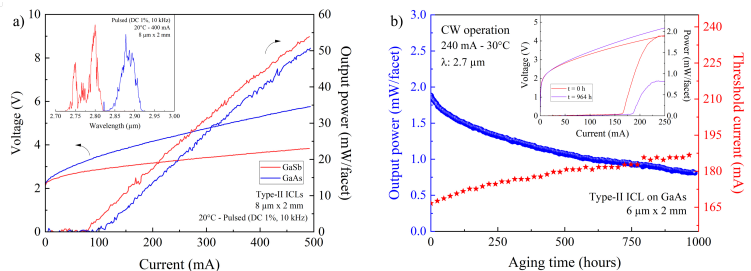 a)
Pulsed (DC 1%, 10 kHz)
20°C - 400 mA
8 µm x 2 mm
2.70 2.75 2.80 2.85 2.90 2.95 3.00
Wavelength (µm)
10
8
6
4
2
0
Voltage (V)
60
50
40
30
20
10
0
Output power (mW/facet)
GaSb
GaAs
Type-II ICLs
8 µm x 2 mm
20°C - Pulsed (DC 1%, 10 kHz)
0 100 200 300 400 500
Current (mA)
b)
CW operation
240 mA - 30°C
λ: 2.7 µm
3.0
2.5
2.0
1.5
1.0
0.5
0.0
Output power (mW/facet)
5
4
3
2
1
0
Voltage (V)
2.0
1.5
1.0
0.5
0.0
Power (mW/facet)
t = 0 h
t = 964 h
0 50 100 150 200 250
Current (mA)
240
225
210
195
180
165
Threshold current (mA)
Type-II ICL on GaAs
6 µm x 2 mm
0 250 500 750 1000
Aging time (hours)